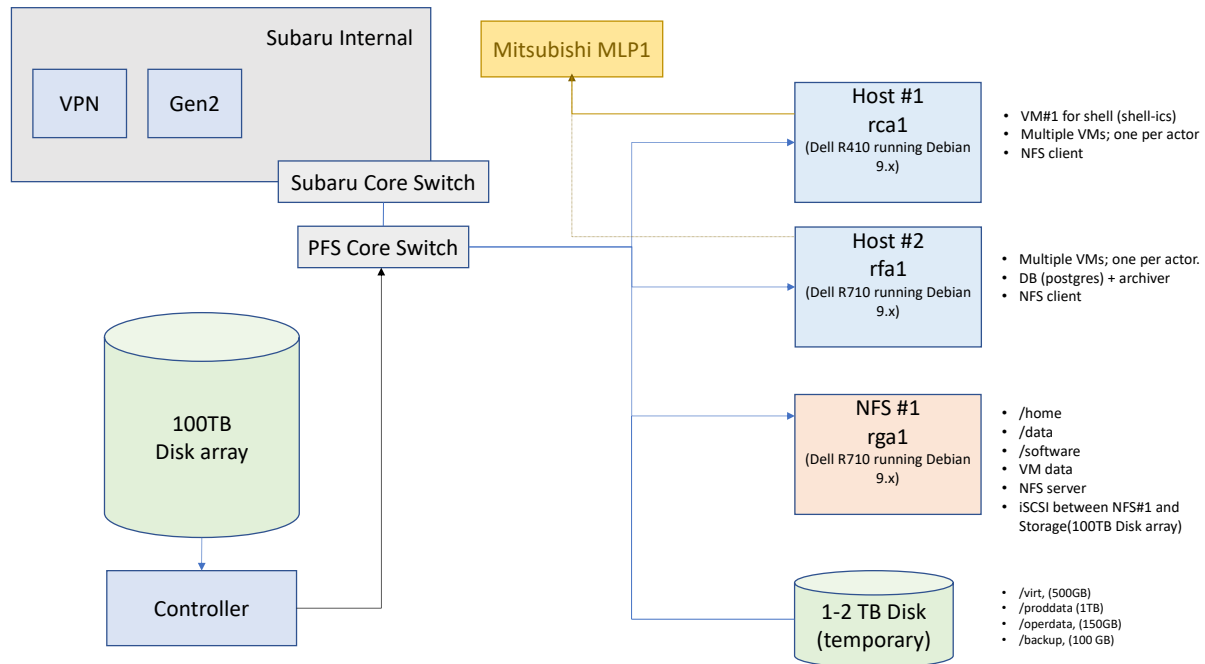 Subaru Internal
VPN
Gen2
Subaru Core Switch
PFS Core Switch
100TB
Disk array
Controller
Mitsubishi MLP1
Host #1
rca1
(Dell R410 running Debian
9.x)
• VM#1 for shell (shell-ics)
• Multiple VMs; one per actor
• NFS client
Host #2
rfa1
(Dell R710 running Debian
9.x)
• Multiple VMs; one per actor.
• DB (postgres) + archiver
• NFS client
NFS #1
rga1
(Dell R710 running Debian
9.x)
• /home
• /data
• /software
• VM data
• NFS server
• iSCSI between NFS#1 and
Storage(100TB Disk array)
1-2 TB Disk
(temporary)
• /virt, (500GB)
• /proddata (1TB)
• /operdata, (150GB)
• /backup, (100 GB)